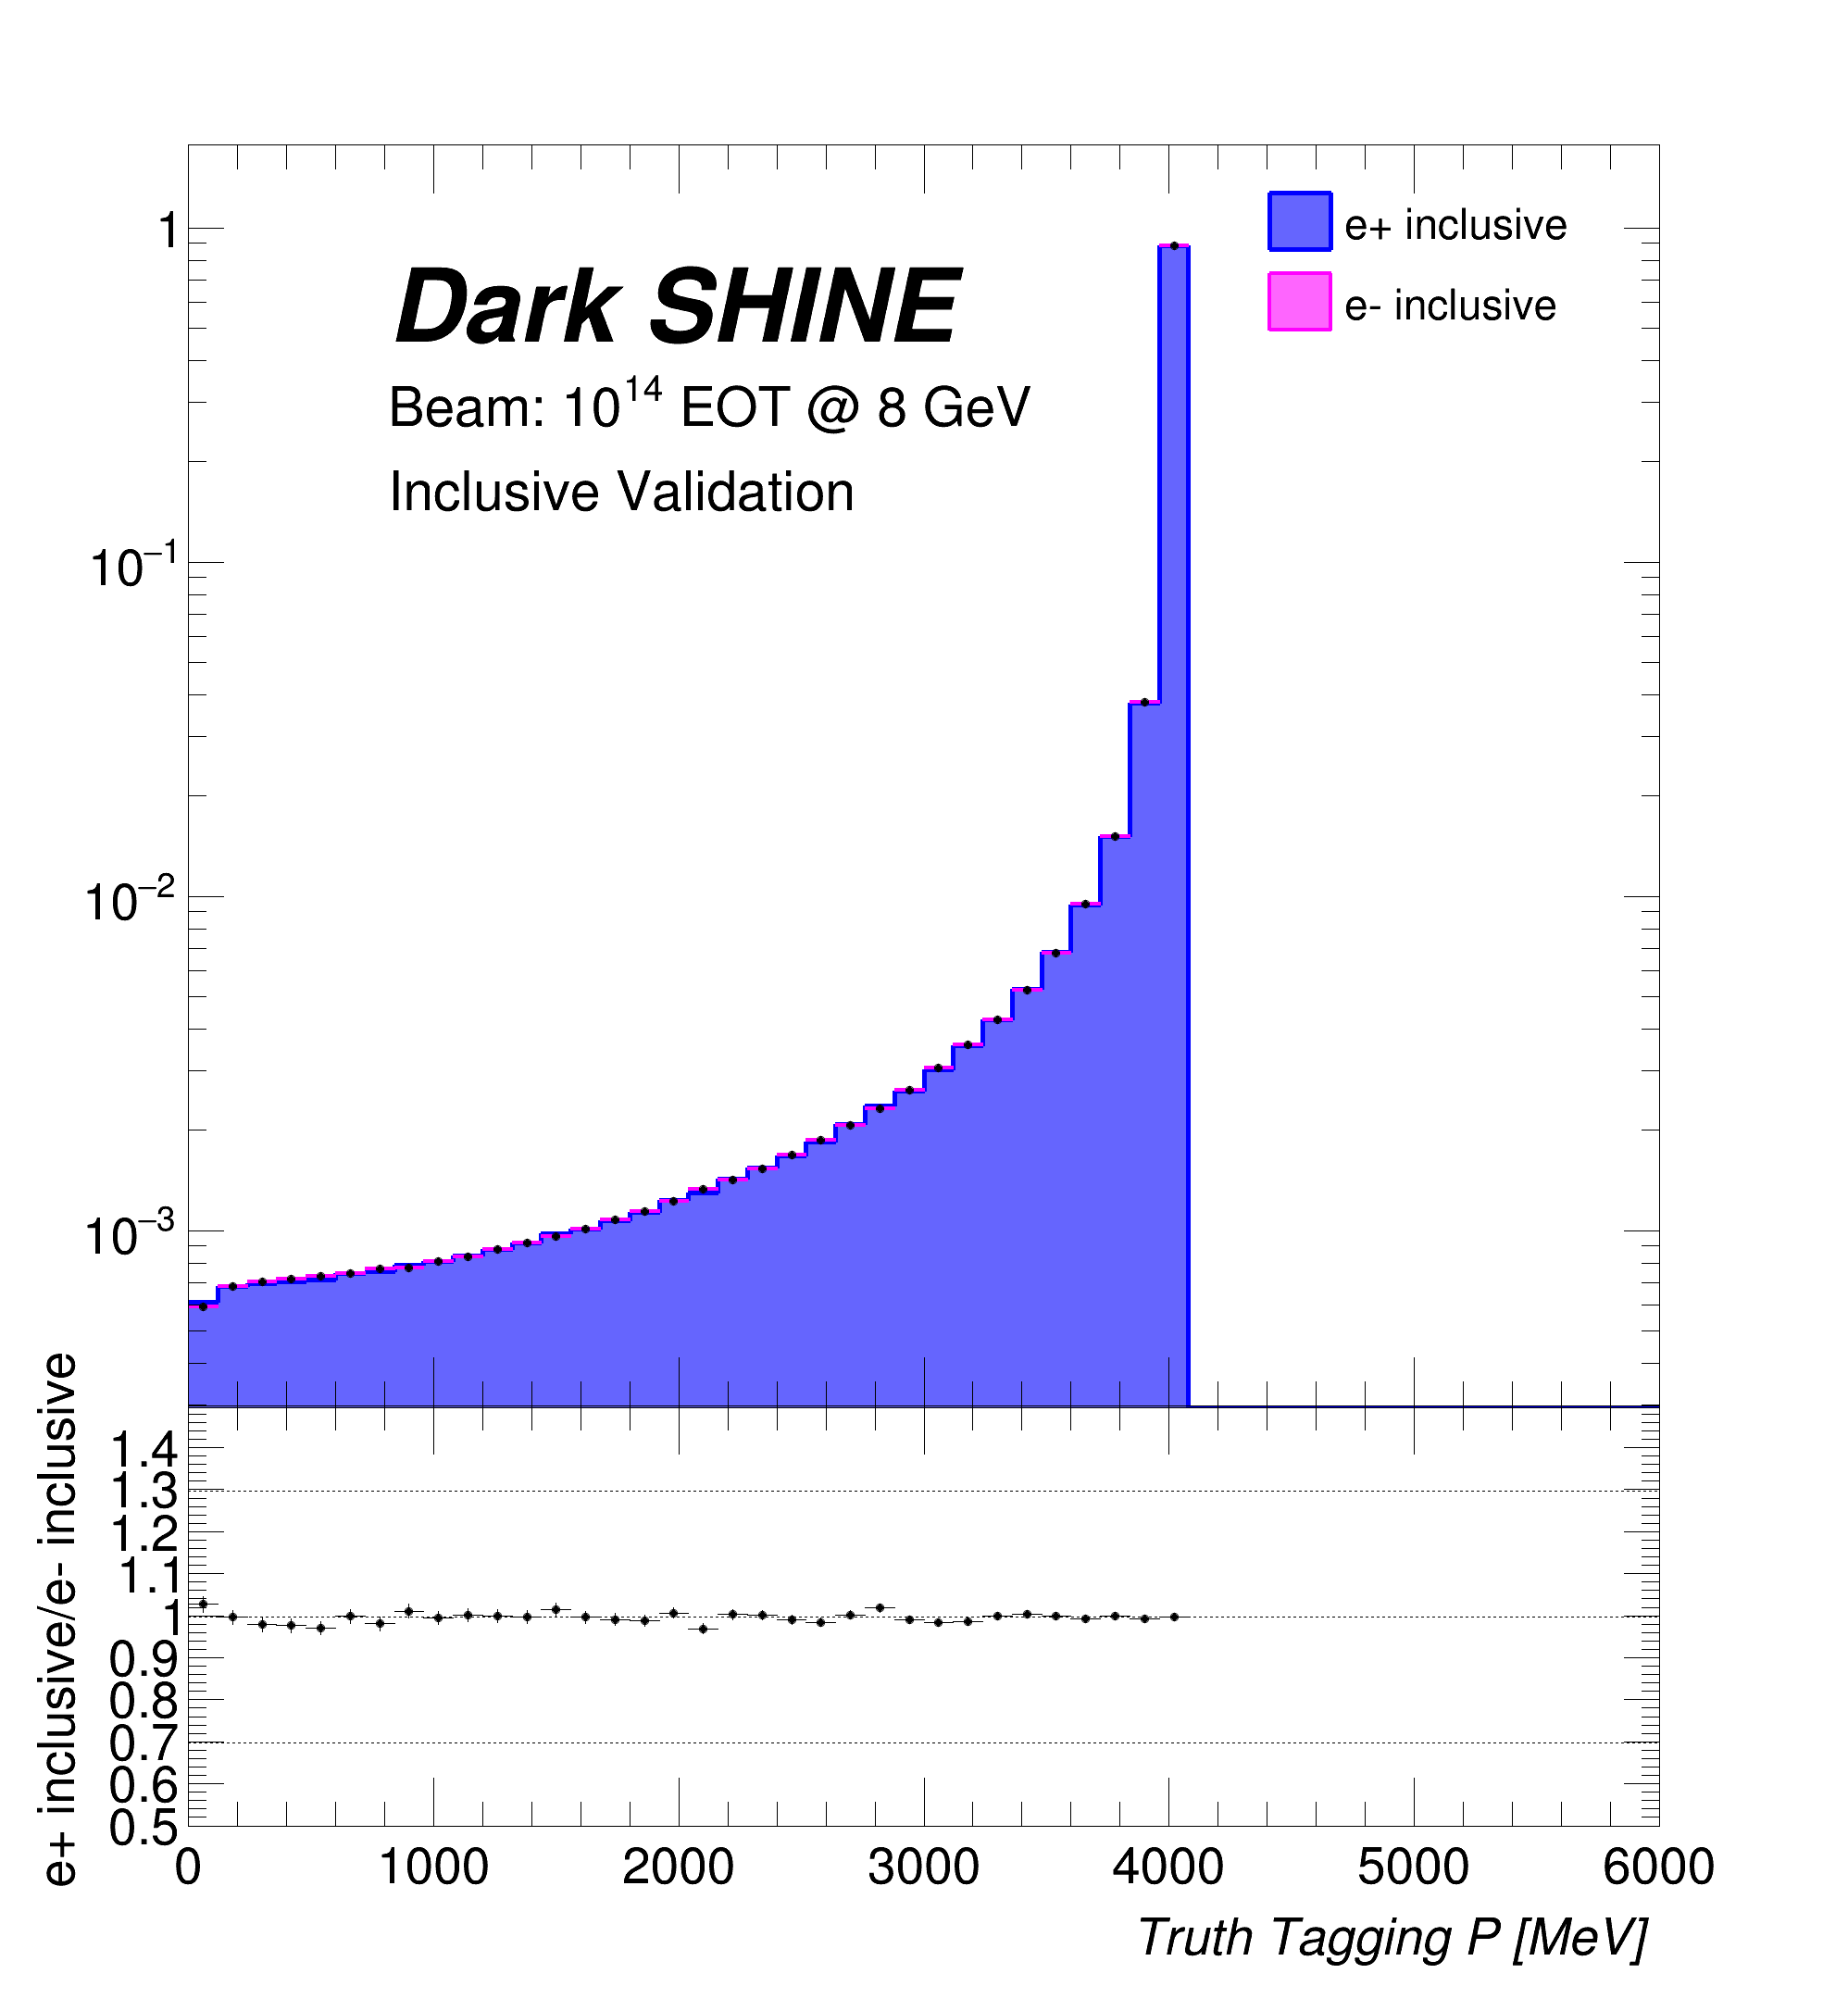 1
10⁻¹
10⁻²
10⁻³
Dark SHINE
Beam: 10¹⁴ EOT @ 8 GeV
Inclusive Validation
e+ inclusive
e- inclusive
e+ inclusive/e- inclusive
1.4
1.3
1.2
1.1
1
0.9
0.8
0.7
0.6
0.5
0 1000 2000 3000 4000 5000 6000
Truth Tagging P [MeV]